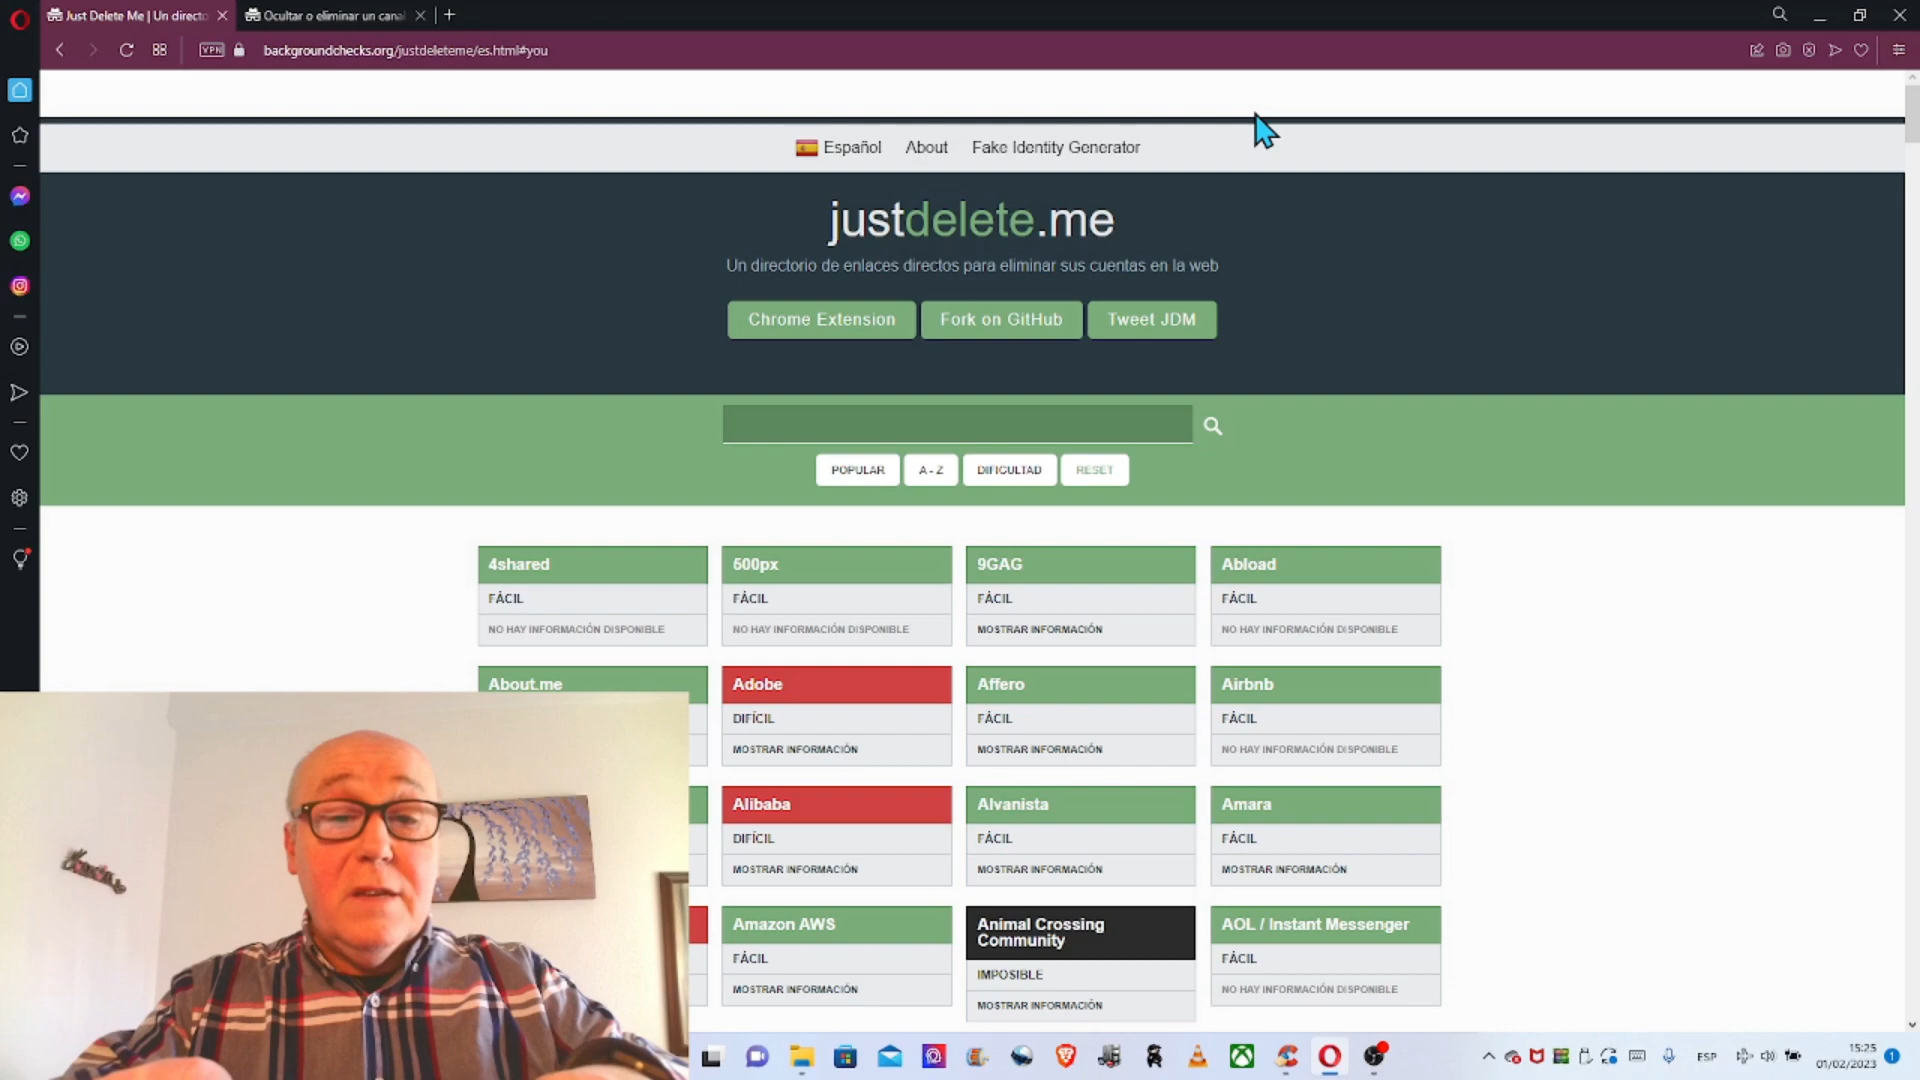 Just Delete Me | Un directo
Ocultar o eliminar un cana
VPN
backgroundchecks.org/justdeleteme/es.html#you
Español About Fake Identity Generator
justdelete.me
Un directorio de enlaces directos para eliminar sus cuentas en la web
Chrome Extension Fork on GitHub Tweet JDM
POPULAR A - Z DIFICULTAD RESET
4shared 500px 9GAG Abload
FÁCIL FÁCIL FÁCIL FÁCIL
NO HAY INFORMACIÓN DISPONIBLE NO HAY INFORMACIÓN DISPONIBLE MOSTRAR INFORMACIÓN NO HAY INFORMACIÓN DISPONIBLE
About.me Adobe Affero Airbnb
DIFÍCIL FÁCIL FÁCIL
MOSTRAR INFORMACIÓN MOSTRAR INFORMACIÓN NO HAY INFORMACIÓN DISPONIBLE
Alibaba Alvanista Amara
DIFÍCIL FÁCIL FÁCIL
MOSTRAR INFORMACIÓN MOSTRAR INFORMACIÓN MOSTRAR INFORMACIÓN
Amazon AWS Animal Crossing Community AOL / Instant Messenger
FÁCIL IMPOSIBLE FÁCIL
MOSTRAR INFORMACIÓN MOSTRAR INFORMACIÓN NO HAY INFORMACIÓN DISPONIBLE
ESP
15:25
01/02/2023
1